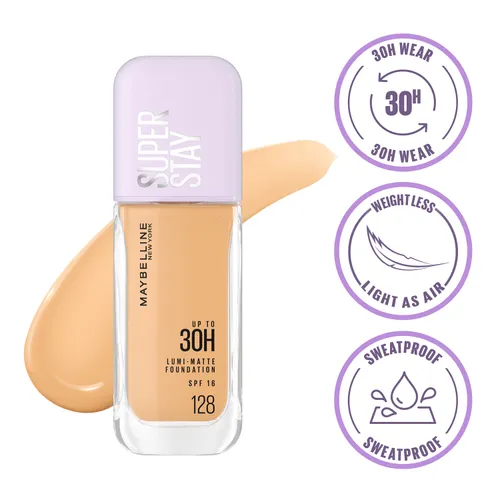 SUPER
STAY
MAYBELLINE
NEW YORK
UP TO
30H
LUMI-MATTE
FOUNDATION
SPF 16
128
30H WEAR
30H
30H WEAR
WEIGHTLESS
LIGHT AS AIR
SWEATPROOF
SWEATPROOF